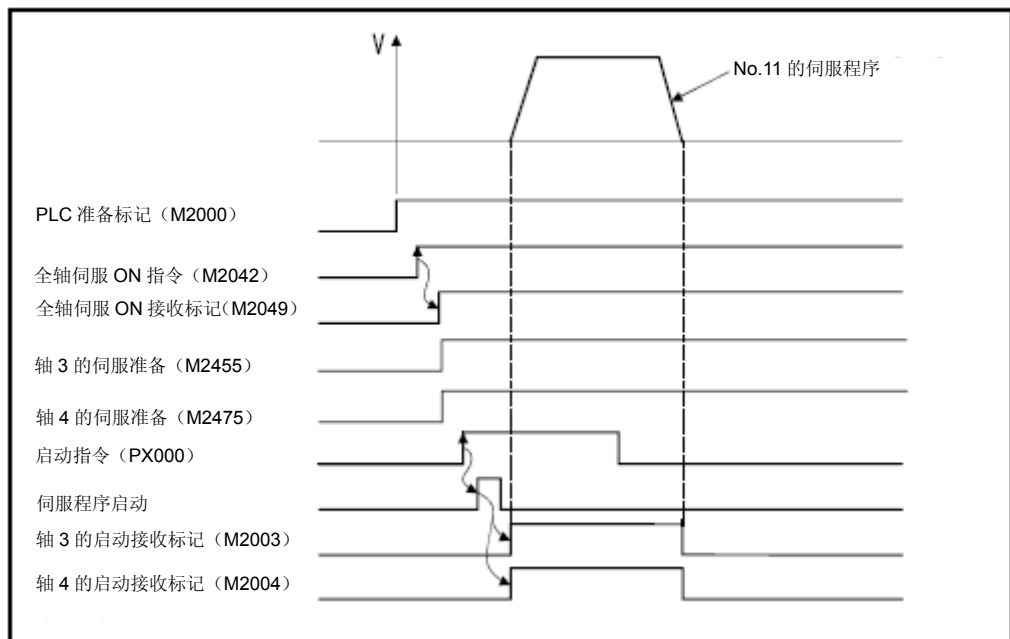 V
No.11 的伺服程序
PLC 准备标记（M2000）
全轴伺服 ON 指令（M2042）
全轴伺服 ON 接收标记（M2049）
轴 3 的伺服准备（M2455）
轴 4 的伺服准备（M2475）
启动指令（PX000）
伺服程序启动
轴 3 的启动接收标记（M2003）
轴 4 的启动接收标记（M2004）